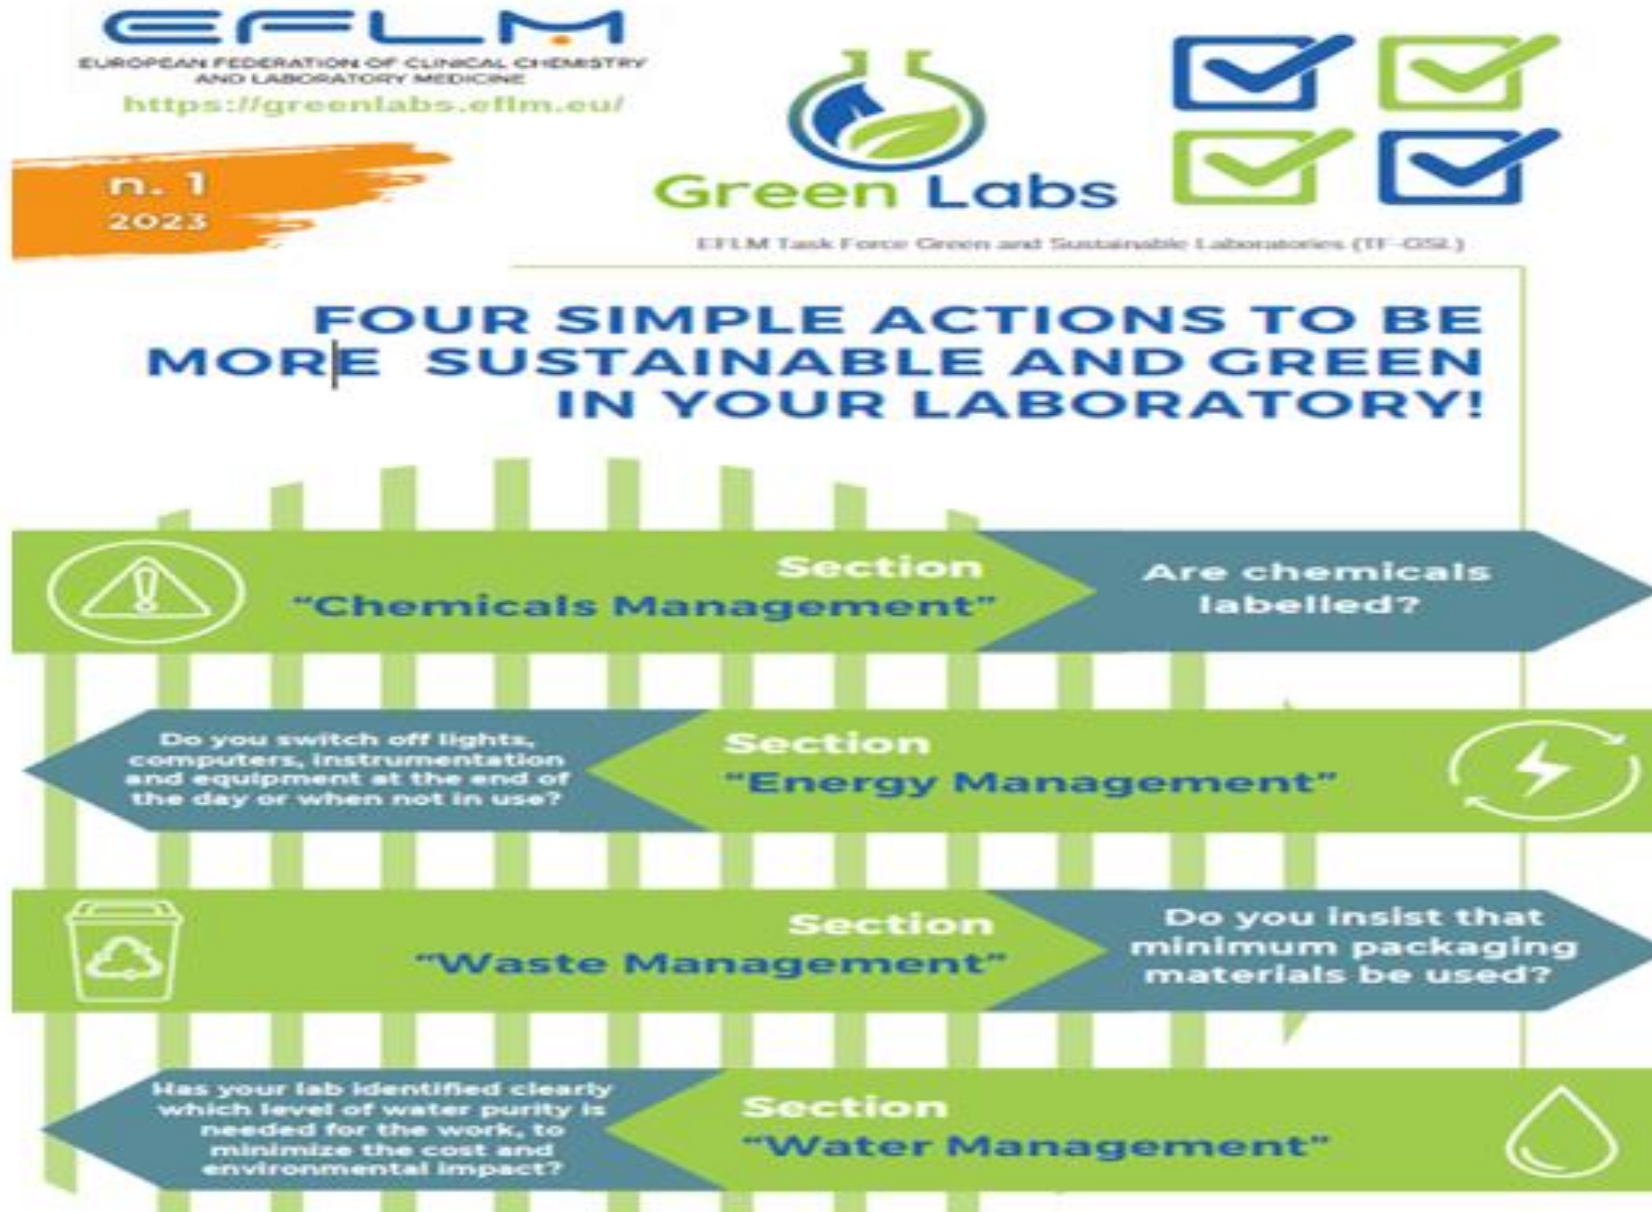 EFLM
EUROPEAN FEDERATION OF CLINICAL CHEMISTRY
AND LABORATORY MEDICINE
https://greenlabs.eflm.eu/
n. 1
2023
Green Labs
EFLM Task Force Green and Sustainable Laboratories (TF-GSL)
FOUR SIMPLE ACTIONS TO BE
MORE SUSTAINABLE AND GREEN
IN YOUR LABORATORY!
Section
"Chemicals Management"
Are chemicals
labelled?
Do you switch off lights,
computers, instrumentation
and equipment at the end of
the day or when not in use?
Section
"Energy Management"
Section
"Waste Management"
Do you insist that
minimum packaging
materials be used?
Has your lab identified clearly
which level of water purity is
needed for the work, to
minimize the cost and
environmental impact?
Section
"Water Management"